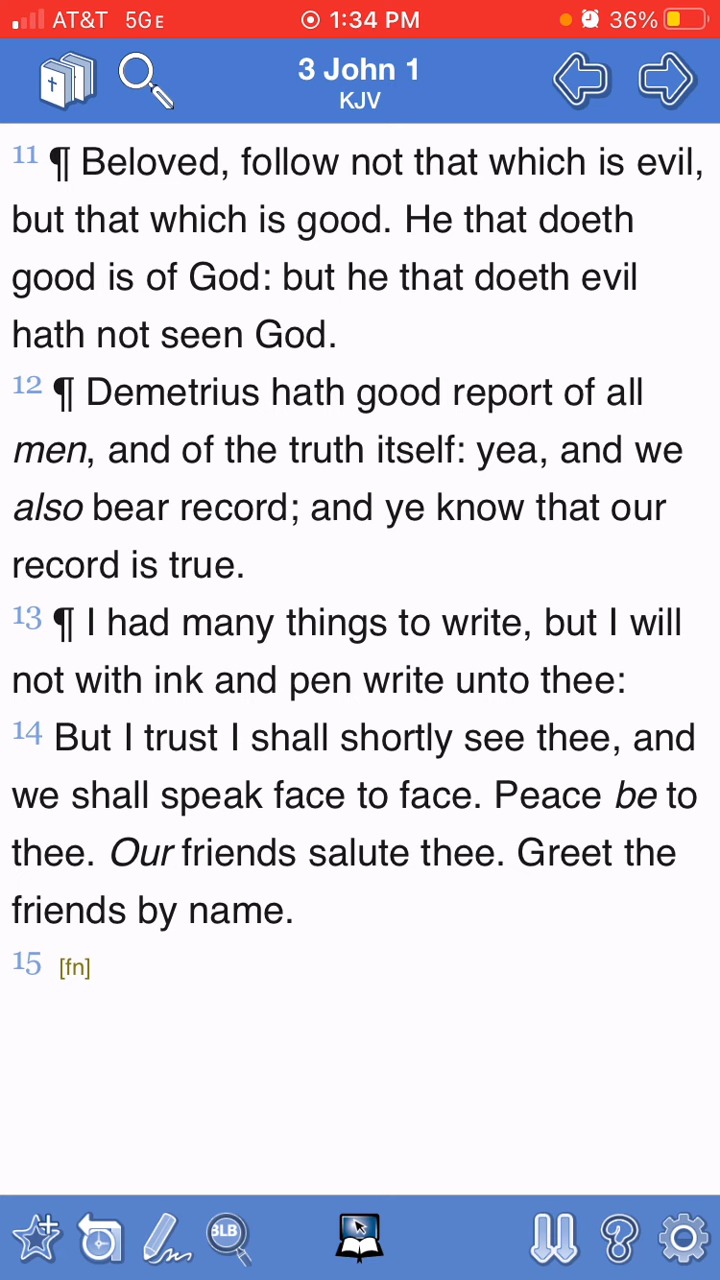 AT&T 5GE 1:34 PM 36%
3 John 1
KJV
11 ¶ Beloved, follow not that which is evil,
but that which is good. He that doeth
good is of God: but he that doeth evil
hath not seen God.
12 ¶ Demetrius hath good report of all
men, and of the truth itself: yea, and we
also bear record; and ye know that our
record is true.
13 ¶ I had many things to write, but I will
not with ink and pen write unto thee:
14 But I trust I shall shortly see thee, and
we shall speak face to face. Peace be to
thee. Our friends salute thee. Greet the
friends by name.
15 [fn]
BLB